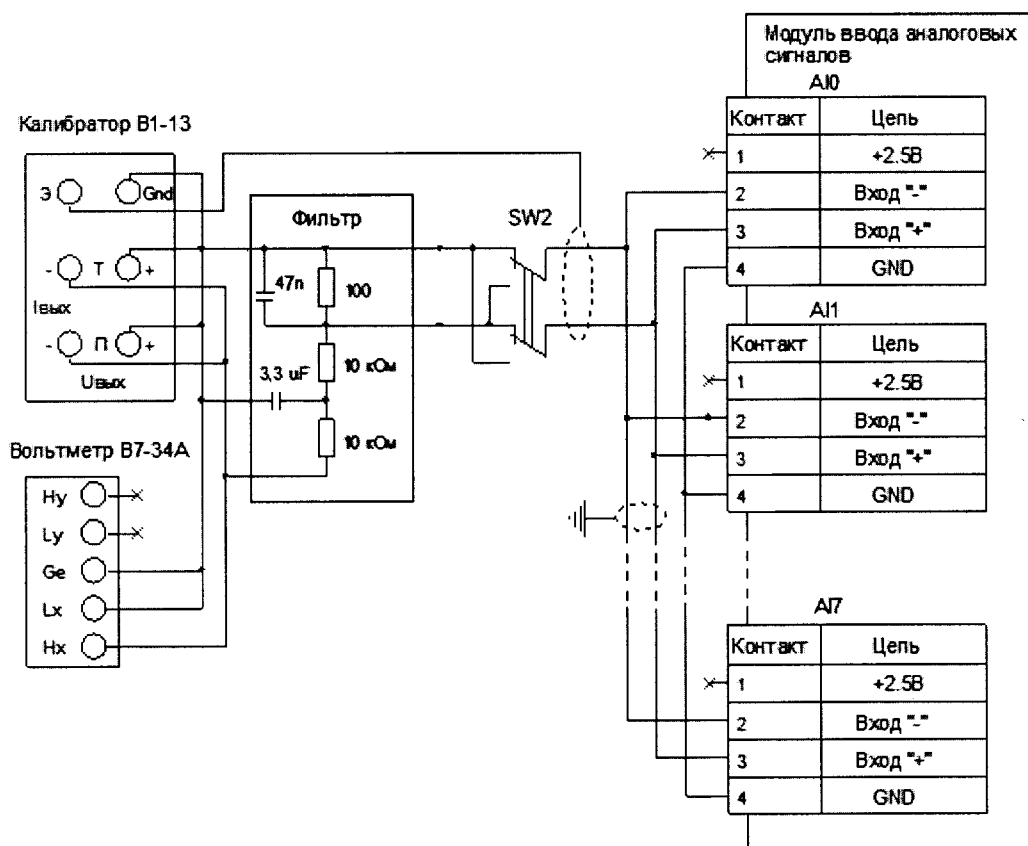 Модуль ввода аналоговых
сигналов
AI0
Контакт Цепь
1 +2.5В
2 Вход "-"
3 Вход "+"
4 GND
Калибратор В1-13
Э Gnd
- Т +
Iвых
- П +
Uвых
Фильтр
47n
100
3,3 uF
10 кОм
10 кОм
SW2
AI1
Контакт Цепь
1 +2.5В
2 Вход "-"
3 Вход "+"
4 GND
Вольтметр В7-34А
Hy
Ly
Ge
Lx
Hx
AI7
Контакт Цепь
1 +2.5В
2 Вход "-"
3 Вход "+"
4 GND